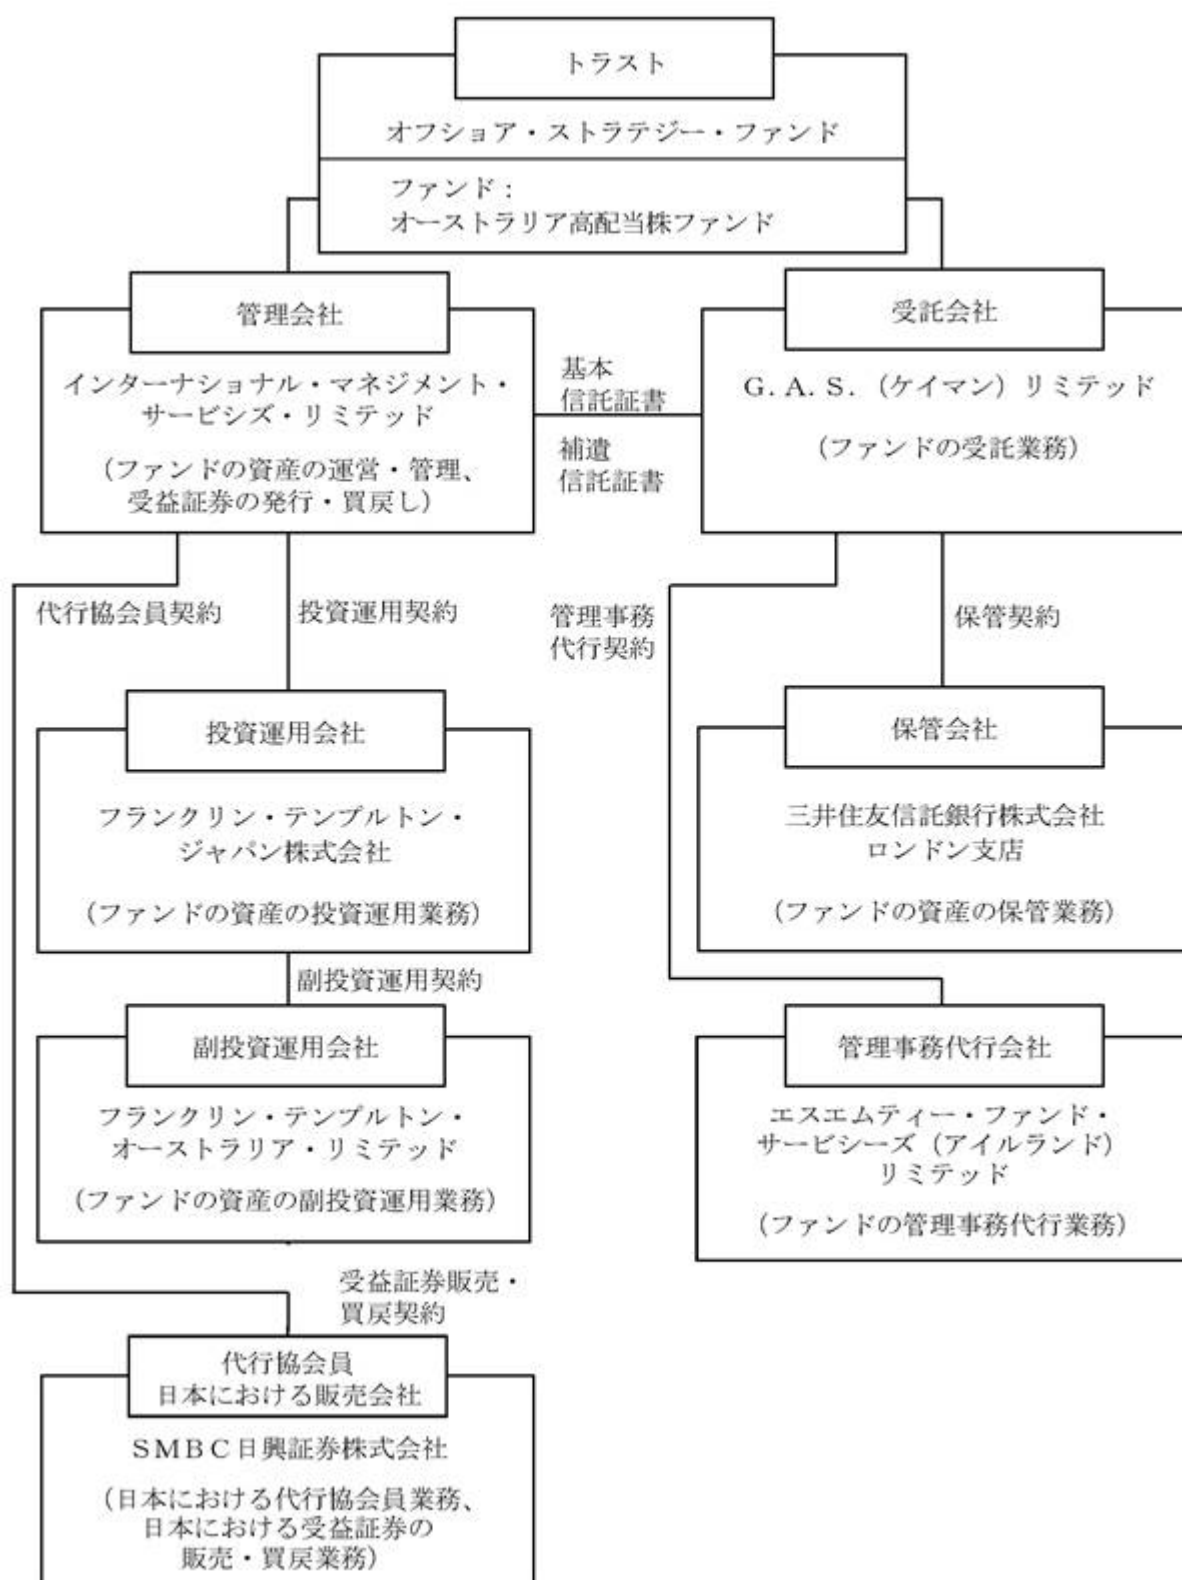 トラスト
オフショア・ストラテジー・ファンド
ファンド：
オーストラリア高配当株ファンド
管理会社
インターナショナル・マネジメント・
サービシズ・リミテッド
（ファンドの資産の運営・管理、
受益証券の発行・買戻し）
基本
信託証書
補遺
信託証書
受託会社
Ｇ．Ａ．Ｓ．（ケイマン）リミテッド
（ファンドの受託業務）
代行協会員契約
投資運用契約
管理事務
代行契約
保管契約
投資運用会社
フランクリン・テンプルトン・
ジャパン株式会社
（ファンドの資産の投資運用業務）
保管会社
三井住友信託銀行株式会社
ロンドン支店
（ファンドの資産の保管業務）
副投資運用契約
副投資運用会社
フランクリン・テンプルトン・
オーストラリア・リミテッド
（ファンドの資産の副投資運用業務）
管理事務代行会社
エスエムティー・ファンド・
サービシーズ（アイルランド）
リミテッド
（ファンドの管理事務代行業務）
受益証券販売・
買戻契約
代行協会員
日本における販売会社
ＳＭＢＣ日興証券株式会社
（日本における代行協会員業務、
日本における受益証券の
販売・買戻業務）